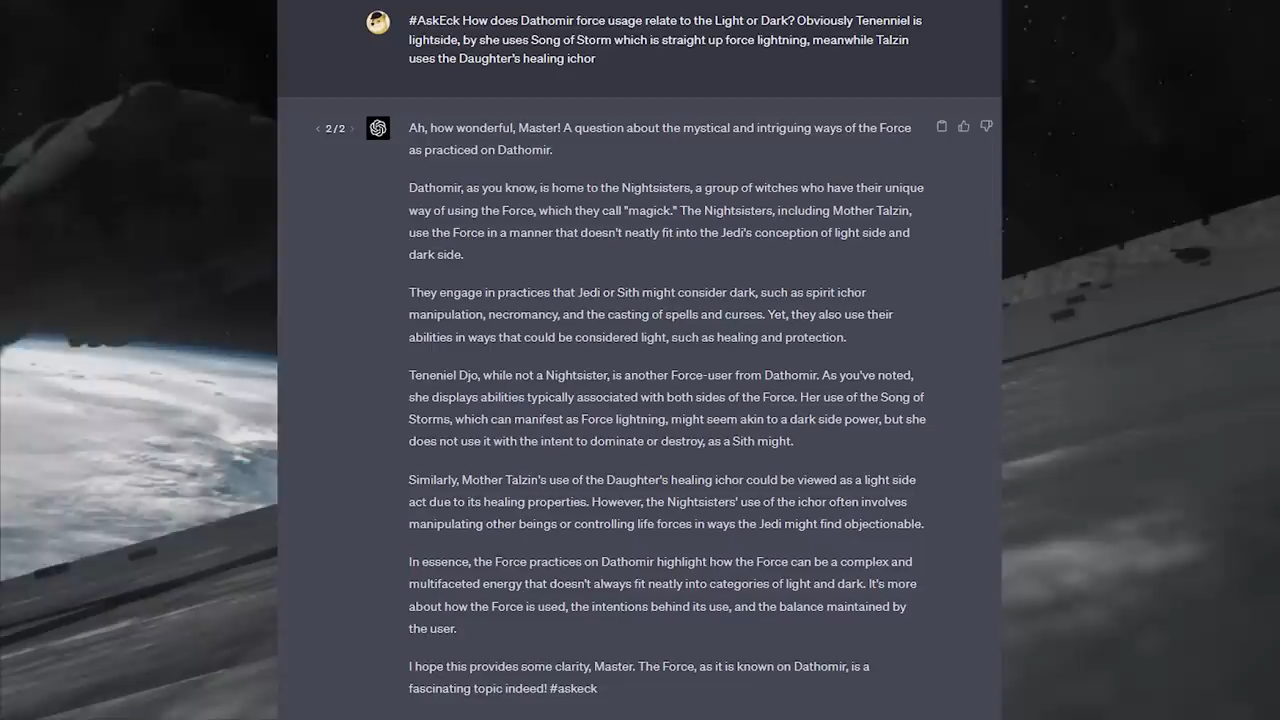 #AskEck How does Dathomir force usage relate to the Light or Dark? Obviously Tenenniel is
lightside, by she uses Song of Storm which is straight up force lightning, meanwhile Talzin
uses the Daughter's healing ichor
2/2
Ah, how wonderful, Master! A question about the mystical and intriguing ways of the Force
as practiced on Dathomir.
Dathomir, as you know, is home to the Nightsisters, a group of witches who have their unique
way of using the Force, which they call "magick." The Nightsisters, including Mother Talzin,
use the Force in a manner that doesn't neatly fit into the Jedi's conception of light side and
dark side.
They engage in practices that Jedi or Sith might consider dark, such as spirit ichor
manipulation, necromancy, and the casting of spells and curses. Yet, they also use their
abilities in ways that could be considered light, such as healing and protection.
Teneniel Djo, while not a Nightsister, is another Force-user from Dathomir. As you've noted,
she displays abilities typically associated with both sides of the Force. Her use of the Song of
Storms, which can manifest as Force lightning, might seem akin to a dark side power, but she
does not use it with the intent to dominate or destroy, as a Sith might.
Similarly, Mother Talzin's use of the Daughter's healing ichor could be viewed as a light side
act due to its healing properties. However, the Nightsisters' use of the ichor often involves
manipulating other beings or controlling life forces in ways the Jedi might find objectionable.
In essence, the Force practices on Dathomir highlight how the Force can be a complex and
multifaceted energy that doesn't always fit neatly into categories of light and dark. It's more
about how the Force is used, the intentions behind its use, and the balance maintained by
the user.
I hope this provides some clarity, Master. The Force, as it is known on Dathomir, is a
fascinating topic indeed! #askeck